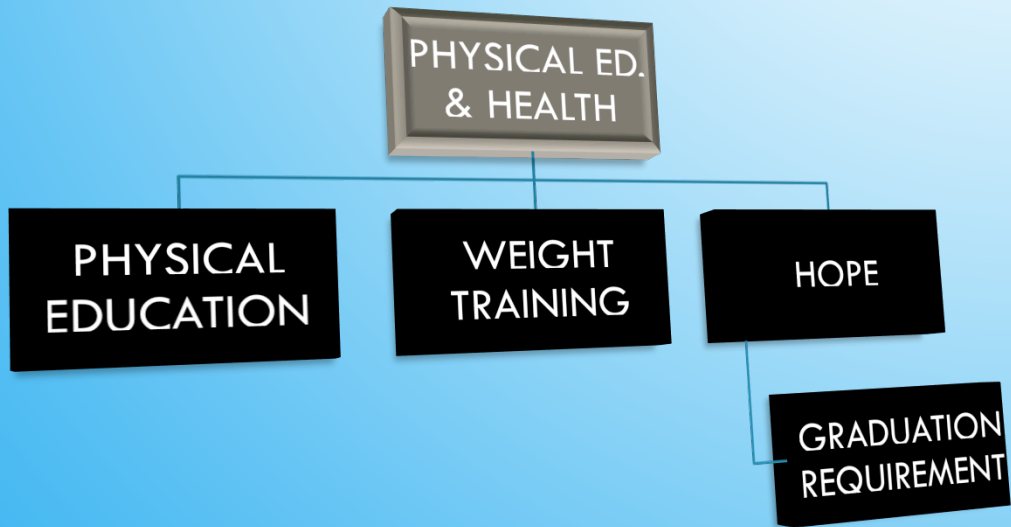 PHYSICAL ED.
& HEALTH
PHYSICAL
EDUCATION
WEIGHT
TRAINING
HOPE
GRADUATION
REQUIREMENT